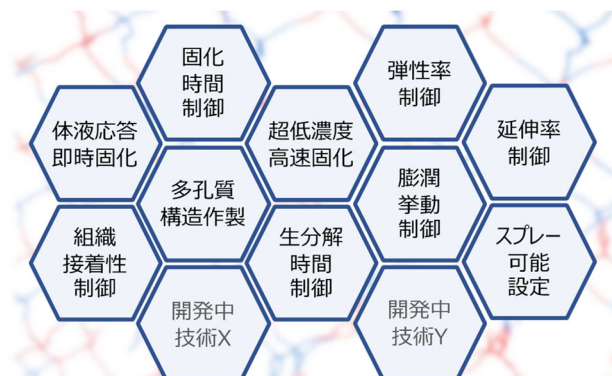 固化
時間
制御
弾性率
制御
体液応答
即時固化
超低濃度
高速固化
延伸率
制御
多孔質
構造作製
膨潤
挙動
制御
組織
接着性
制御
生分解
時間
制御
スプレー
可能
設定
開発中
技術X
開発中
技術Y